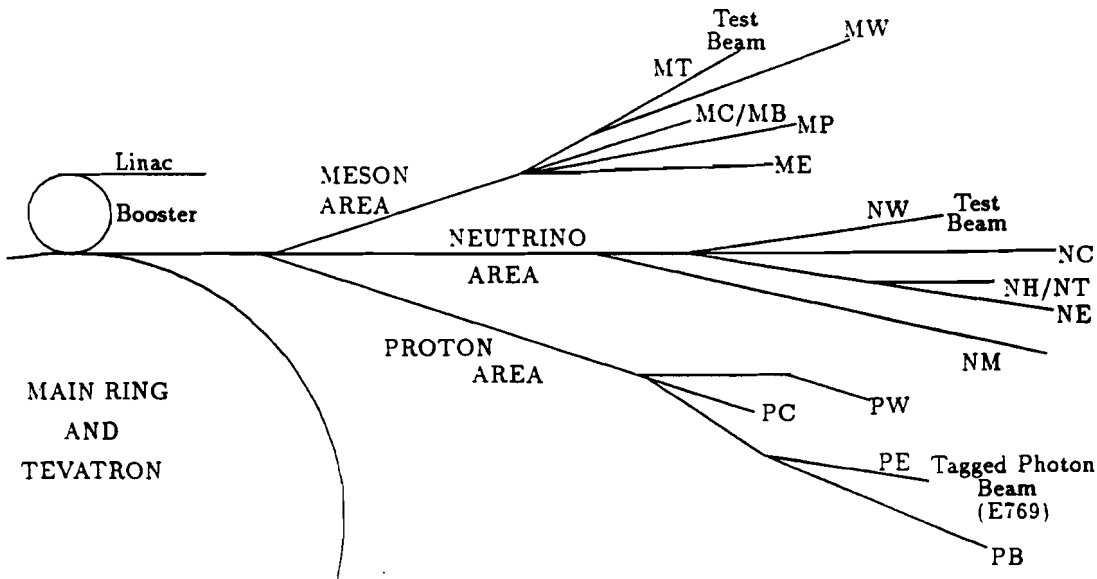 Test
Beam
MW
MT
MC/MB
MP
ME
Linac
Booster
MESON
AREA
NEUTRINO
AREA
NW
Test
Beam
NC
NH/NT
NE
NM
PROTON
AREA
MAIN RING
AND
TEVATRON
PC
PW
PE
Tagged Photon
Beam
(E769)
PB